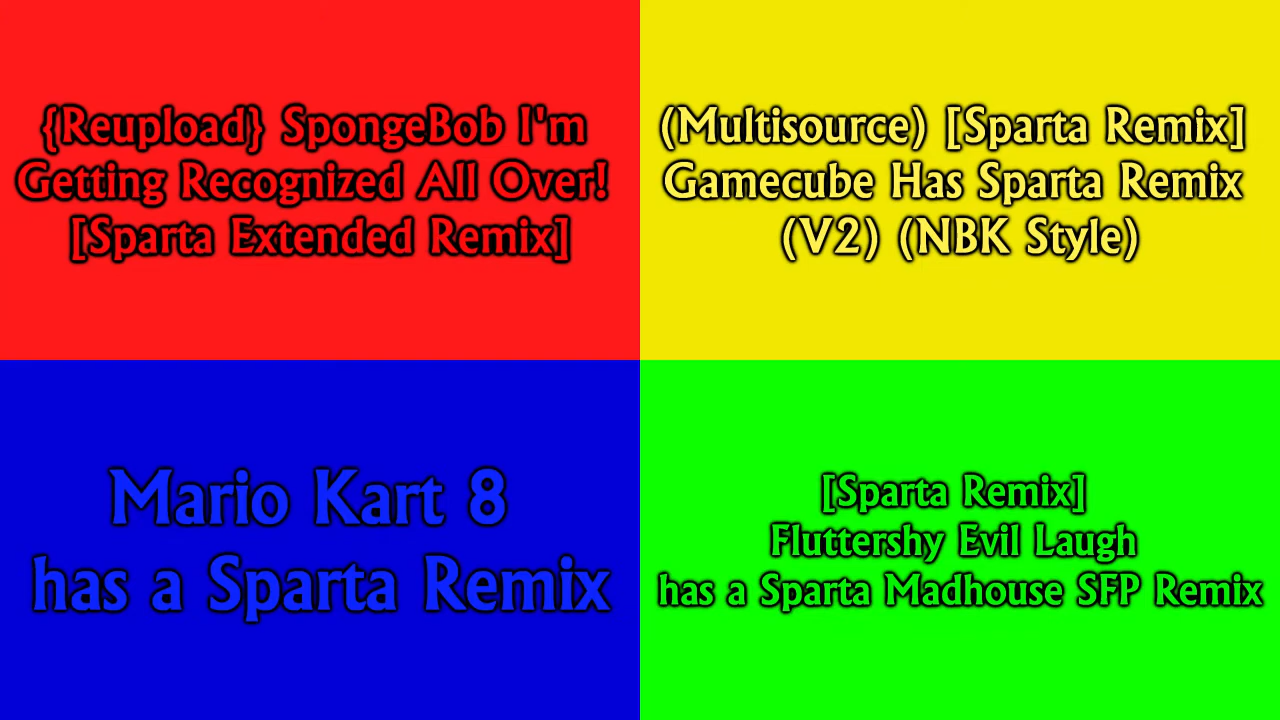 {Reupload} SpongeBob I'm
Getting Recognized All Over!
[Sparta Extended Remix]
(Multisource) [Sparta Remix]
Gamecube Has Sparta Remix
(V2) (NBK Style)
Mario Kart 8
has a Sparta Remix
[Sparta Remix]
Fluttershy Evil Laugh
has a Sparta Madhouse SFP Remix